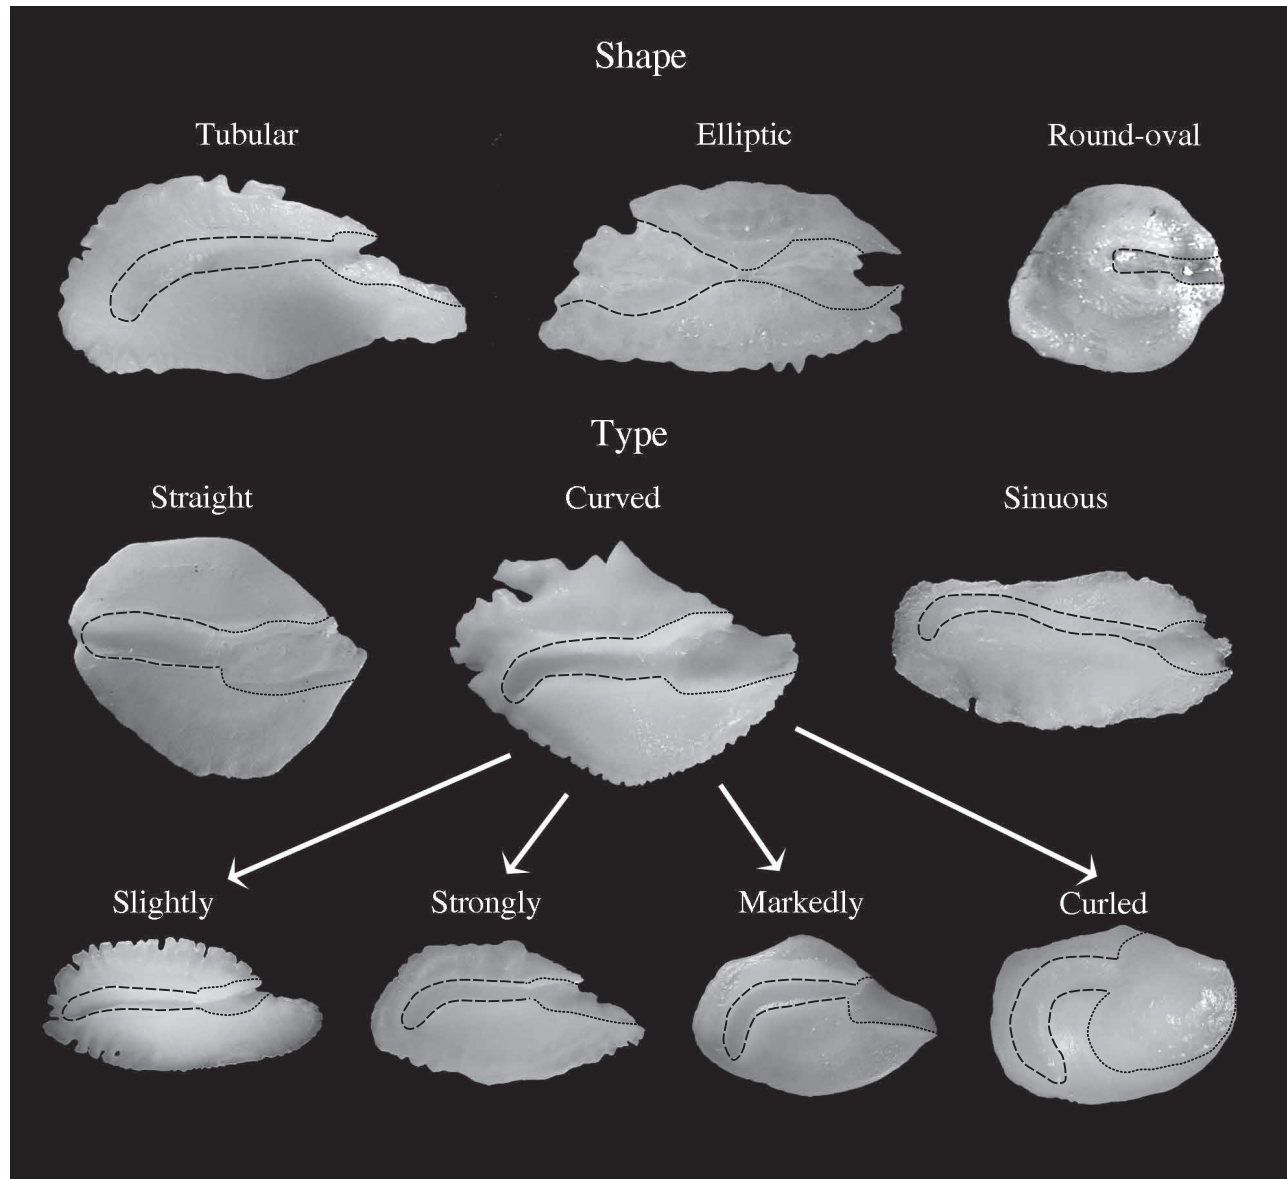 Shape
Tubular Elliptic Round-oval
Type
Straight Curved Sinuous
Slightly Strongly Markedly Curled